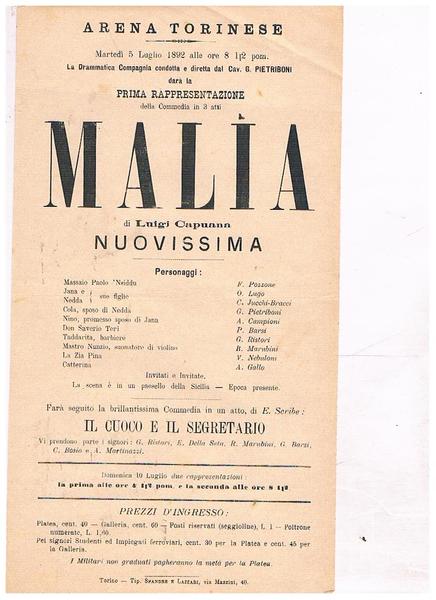 ARENA TORINESE
Martedì 5 Luglio 1892 alle ore 8 1|2 pom.
La Drammatica Compagnia condotta e diretta dal Cav. G. PIETRIBONI
darà la
PRIMA RAPPRESENTAZIONE
della Commedia in 3 atti
MALÌA
di Luigi Capuana
NUOVISSIMA
Personaggi:
Massaio Paolo 'Nsiddu F. Pozzone
Jana e O. Lugo
sue figlie
Nedda C. Jucchi-Bracci
Cola, sposo di Nedda G. Pietriboni
Nino, promesso sposo di Jana A. Campioni
Don Saverio Teri P. Barsi
Taddarita, barbiere G. Ristori
Mastro Nunzio, suonatore di violino R. Marubini
La Zia Pina V. Nebuloni
Catterina A. Gallo
Invitati e Invitate.
La scena è in un paesello della Sicilia — Epoca presente.
Farà seguito la brillantissima Commedia in un atto, di E. Scribe:
IL CUOCO E IL SEGRETARIO
Vi prendono parte i signori: G. Ristori, E. Della Seta, R. Marubini, G. Barsi,
C. Bosio e A. Martinazzi.
Domenica 10 Luglio due rappresentazioni:
la prima alle ore 4 1|2 pom. e la seconda alle ore 8 1|2
PREZZI D'INGRESSO:
Platea, cent. 40 — Galleria, cent. 60 — Posti riservati (seggioline), L. 1 — Poltrone
numerate, L. 1,60.
Pei signori Studenti ed Impiegati ferroviari, cent. 30 per la Platea e cent. 45 per
la Galleria.
I Militari non graduati pagheranno la metà per la Platea.
Torino — Tip. SPANDRE e LAZZARI, via Mazzini, 40.